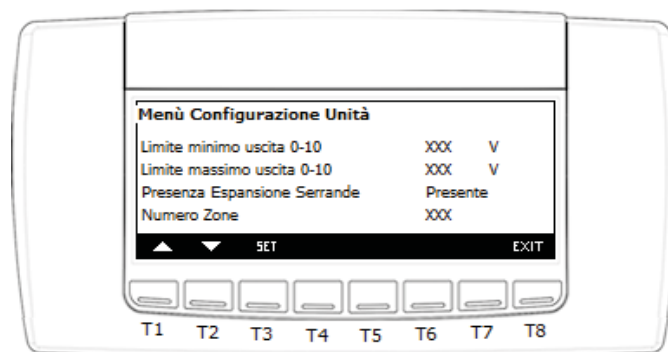 Menù Configurazione Unità
Limite minimo uscita 0-10 XXX V
Limite massimo uscita 0-10 XXX V
Presenza Espansione Serrande Presente
Numero Zone XXX
SET EXIT
T1 T2 T3 T4 T5 T6 T7 T8